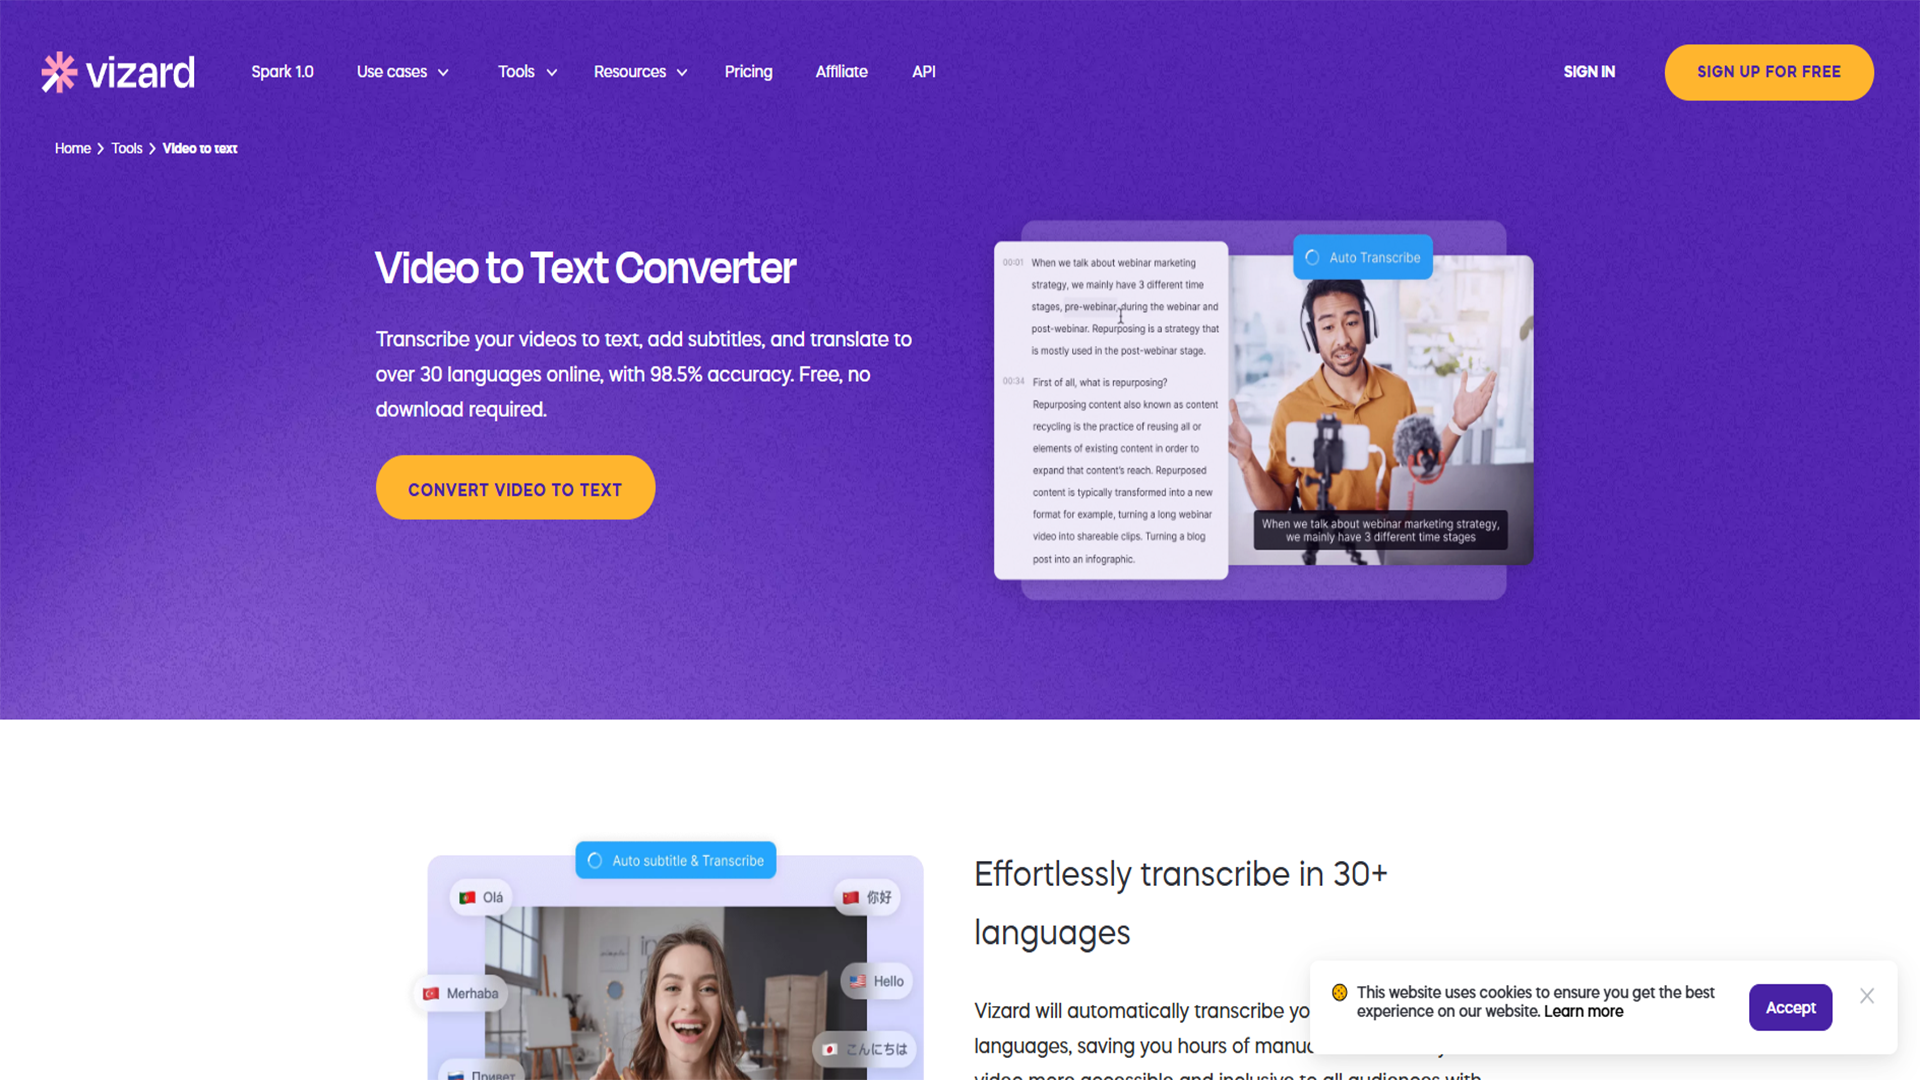 vizard
Spark 1.0
Use cases
Tools
Resources
Pricing
Affiliate
API
SIGN IN
SIGN UP FOR FREE
Home
Tools
Video to text
Video to Text Converter
Transcribe your videos to text, add subtitles, and translate to
over 30 languages online, with 98.5% accuracy. Free, no
download required.
CONVERT VIDEO TO TEXT
Auto Transcribe
00:01 When we talk about webinar marketing
strategy, we mainly have 3 different time
stages, pre-webinar, during the webinar and
post-webinar. Repurposing is a strategy that
is mostly used in the post-webinar stage.
00:34 First of all, what is repurposing?
Repurposing content also known as content
recycling is the practice of reusing all or
elements of existing content in order to
expand that content's reach. Repurposed
content is typically transformed into a new
format for example, turning a long webinar
video into shareable clips. Turning a blog
post into an infographic.
When we talk about webinar marketing strategy,
we mainly have 3 different time stages
Auto subtitle & Transcribe
Olá
你好
Merhaba
Hello
こんにちは
Привет
Effortlessly transcribe in 30+
languages
Vizard will automatically transcribe yo
languages, saving you hours of manu
video more accessible and inclusive to all audiences with
This website uses cookies to ensure you get the best
experience on our website. Learn more
Accept